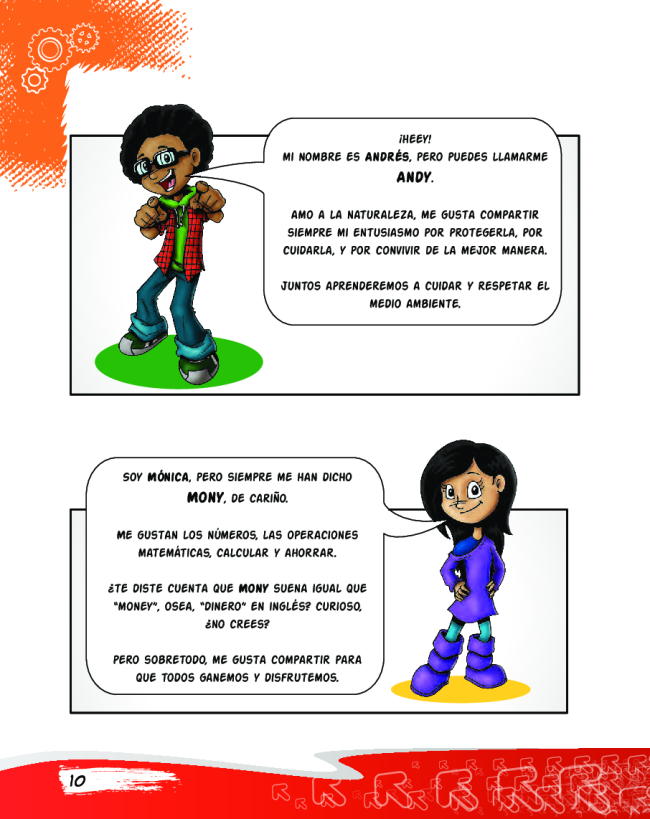 ¡HEEY!
MI NOMBRE ES ANDRÉS, PERO PUEDES LLAMARME
ANDY.
AMO A LA NATURALEZA, ME GUSTA COMPARTIR
SIEMPRE MI ENTUSIASMO POR PROTEGERLA, POR
CUIDARLA, Y POR CONVIVIR DE LA MEJOR MANERA.
JUNTOS APRENDEREMOS A CUIDAR Y RESPETAR EL
MEDIO AMBIENTE.
SOY MÓNICA, PERO SIEMPRE ME HAN DICHO
MONY, DE CARIÑO.
ME GUSTAN LOS NÚMEROS, LAS OPERACIONES
MATEMÁTICAS, CALCULAR Y AHORRAR.
¿TE DISTE CUENTA QUE MONY SUENA IGUAL QUE
"MONEY", OSEA, "DINERO" EN INGLÉS? CURIOSO,
¿NO CREES?
PERO SOBRETODO, ME GUSTA COMPARTIR PARA
QUE TODOS GANEMOS Y DISFRUTEMOS.
10